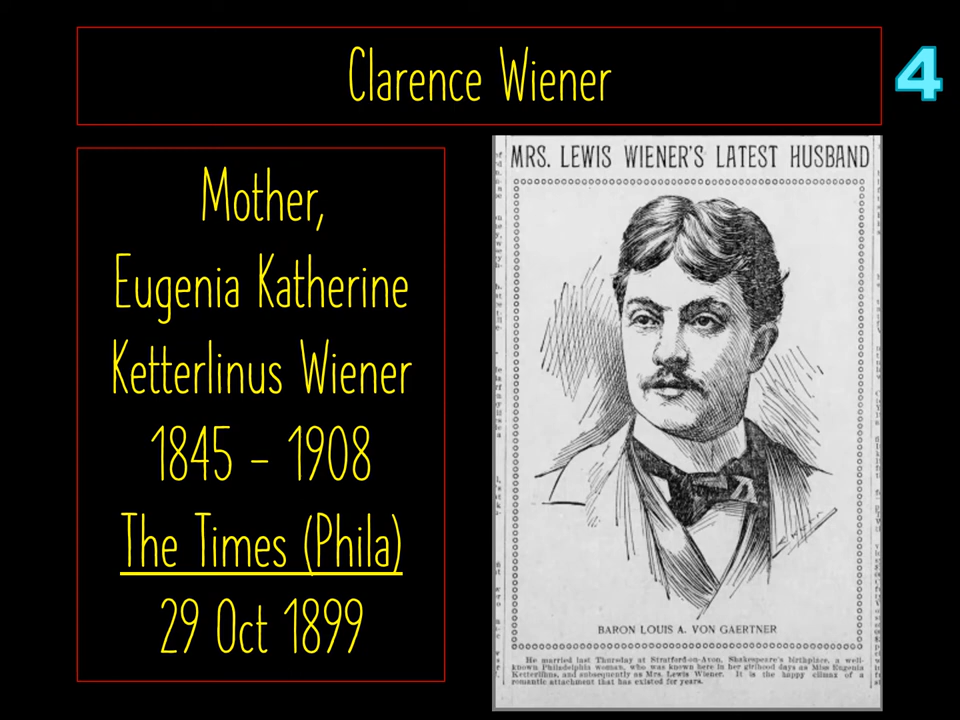 Clarence Wiener
4
Mother,
Eugenia Katherine
Ketterlinus Wiener
1845 – 1908
The Times (Phila)
29 Oct 1899
MRS. LEWIS WIENER'S LATEST HUSBAND
BARON LOUIS A. VON GAERTNER
He married last Thursday at Stratford-on-Avon, Shakespeare's birthplace, a well-
known Philadelphia woman, who was known here in her girlhood days as Miss Eugenia
Ketterlinus, and subsequently as Mrs. Lewis Wiener. It is the happy climax of a
romantic attachment that has existed for years.